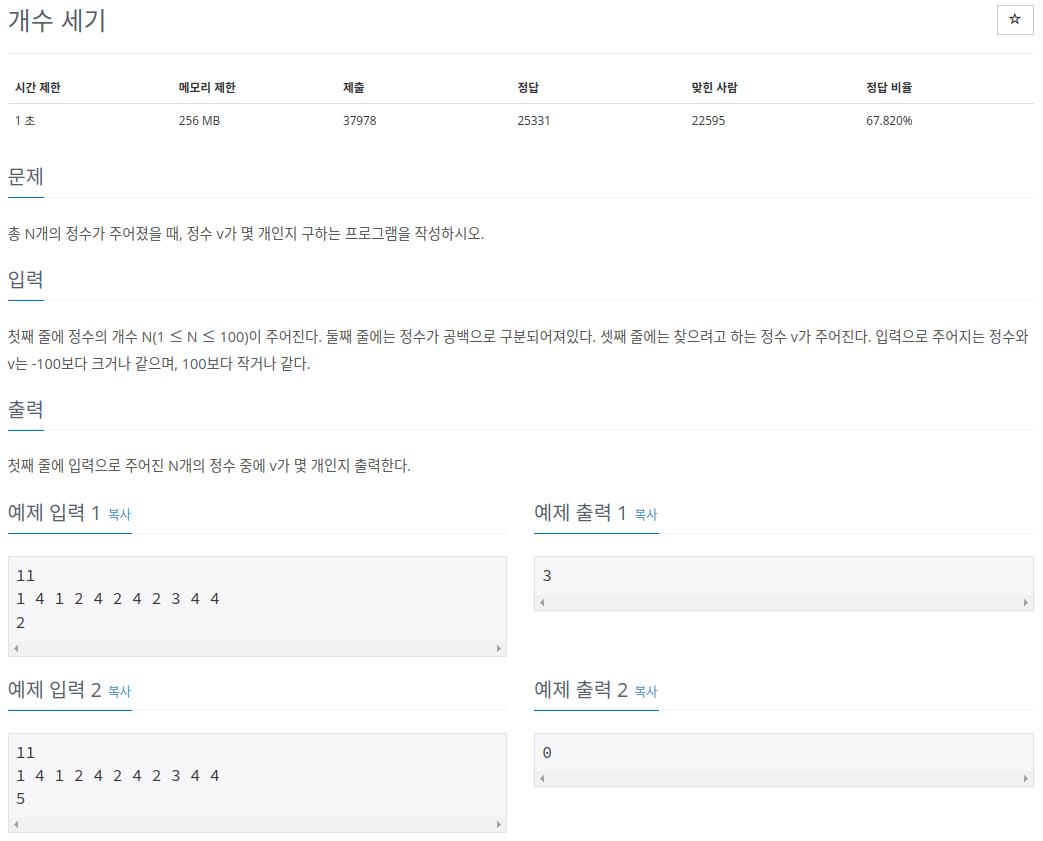 개수 세기
☆
시간 제한 메모리 제한 제출 정답 맞힌 사람 정답 비율
1 초 256 MB 37978 25331 22595 67.820%
문제
총 N개의 정수가 주어졌을 때, 정수 v가 몇 개인지 구하는 프로그램을 작성하시오.
입력
첫째 줄에 정수의 개수 N(1 ≤ N ≤ 100)이 주어진다. 둘째 줄에는 정수가 공백으로 구분되어져있다. 셋째 줄에는 찾으려고 하는 정수 v가 주어진다. 입력으로 주어지는 정수와
v는 -100보다 크거나 같으며, 100보다 작거나 같다.
출력
첫째 줄에 입력으로 주어진 N개의 정수 중에 v가 몇 개인지 출력한다.
예제 입력 1 복사
11
1 4 1 2 4 2 4 2 3 4 4
2
예제 출력 1 복사
3
예제 입력 2 복사
11
1 4 1 2 4 2 4 2 3 4 4
5
예제 출력 2 복사
0